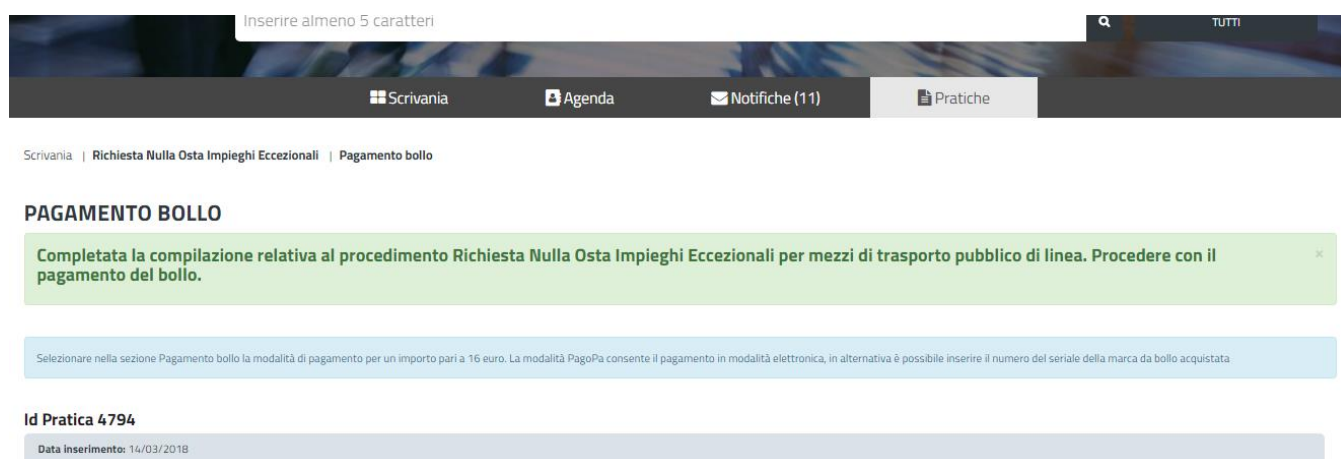 Inserire almeno 5 caratteri
TUTTI
Scrivania
Agenda
Notifiche (11)
Pratiche
Scrivania | Richiesta Nulla Osta Impieghi Eccezionali | Pagamento bollo
PAGAMENTO BOLLO
Completata la compilazione relativa al procedimento Richiesta Nulla Osta Impieghi Eccezionali per mezzi di trasporto pubblico di linea. Procedere con il
pagamento del bollo.
×
Selezionare nella sezione Pagamento bollo la modalità di pagamento per un importo pari a 16 euro. La modalità PagoPa consente il pagamento in modalità elettronica, in alternativa è possibile inserire il numero del seriale della marca da bollo acquistata
Id Pratica 4794
Data inserimento: 14/03/2018